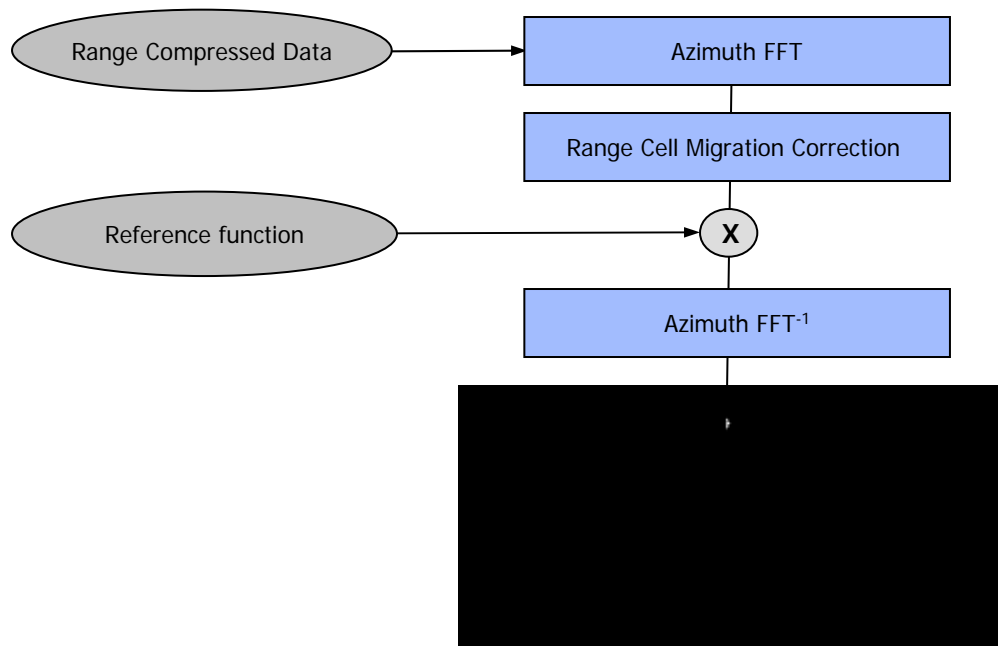 Range Compressed Data
Azimuth FFT
Range Cell Migration Correction
Reference function
X
Azimuth FFT-1